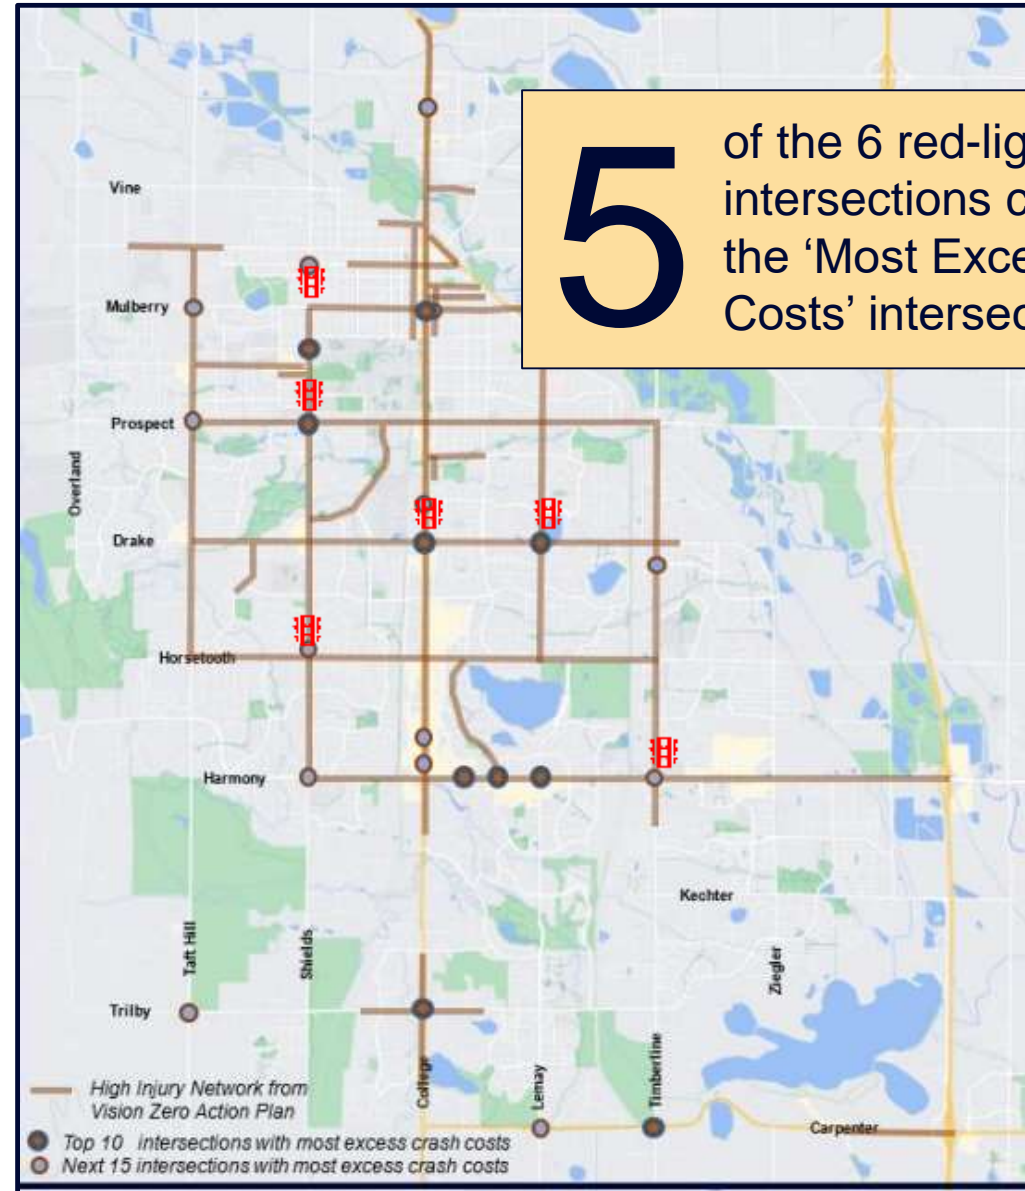 5
of the 6 red-lig
intersections
the ‘Most Exce
Costs’ intersec
Vine
Mulberry
Prospect
Overland
Drake
Horsetooth
Harmony
Kechter
Taft Hill
Shields
Ziegler
Trilby
College
Lemay
Timberline
Carpenter
High Injury Network from
Vision Zero Action Plan
Top 10 intersections with most excess crash costs
Next 15 intersections with most excess crash costs